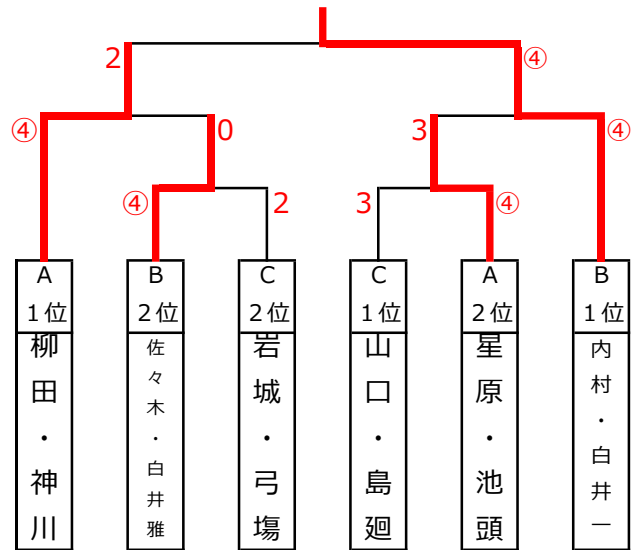 2 ④
④ 0 3 ④
④ 2 3 ④
A B C C A B
1位 2位 2位 1位 2位 1位
柳田・神川
佐々木・白井雅
岩城・弓場
山口・島廻
星原・池頭
内村・白井一